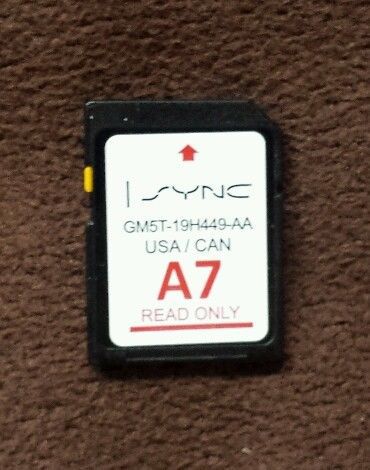 SYNC
GM5T-19H449-AA
USA / CAN
A7
READ ONLY